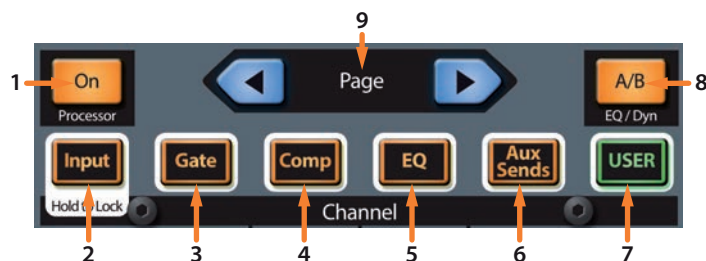 9
1
On
Page
A/B
8
Processor
EQ / Dyn
Input
Gate
Comp
EQ
Aux
Sends
USER
Hold to Lock
Channel
2
3
4
5
6
7